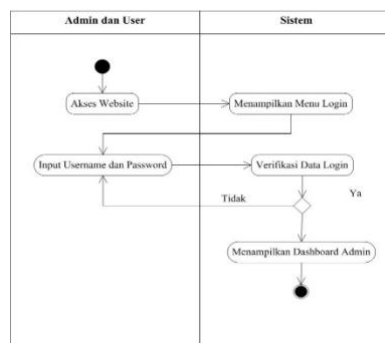 Admin dan User
Sistem
Akses Website
Menampilkan Menu Login
Input Username dan Password
Verifikasi Data Login
Tidak
Ya
Menampilkan Dashboard Admin